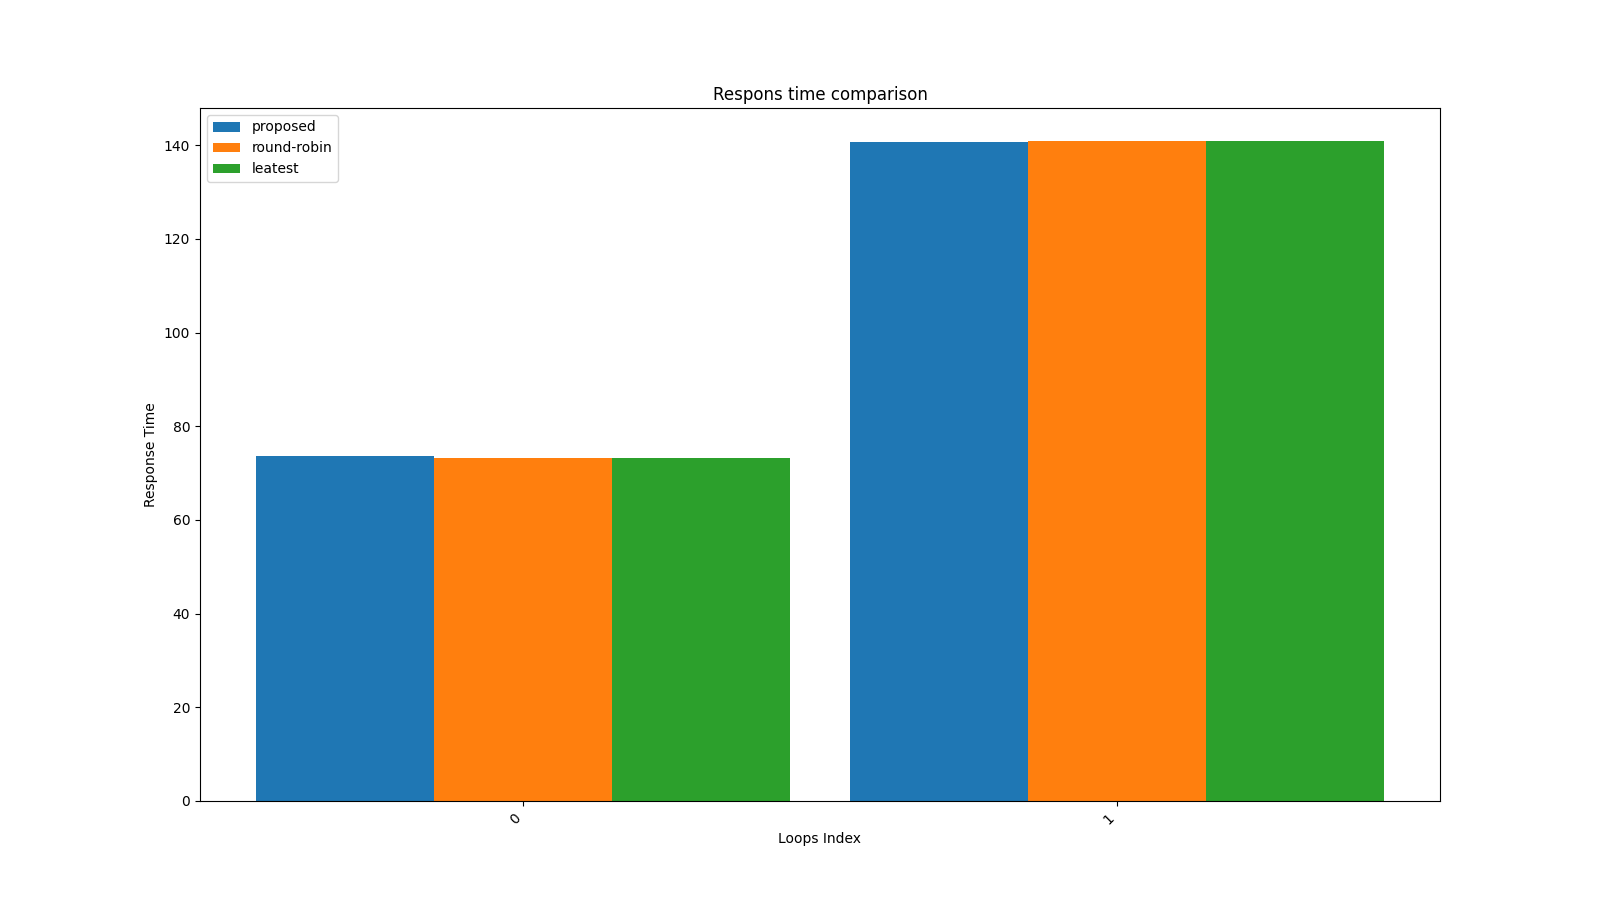 Respons time comparison
proposed
round-robin
leatest
140
120
100
80
60
40
20
0
Response Time
0
1
Loops Index